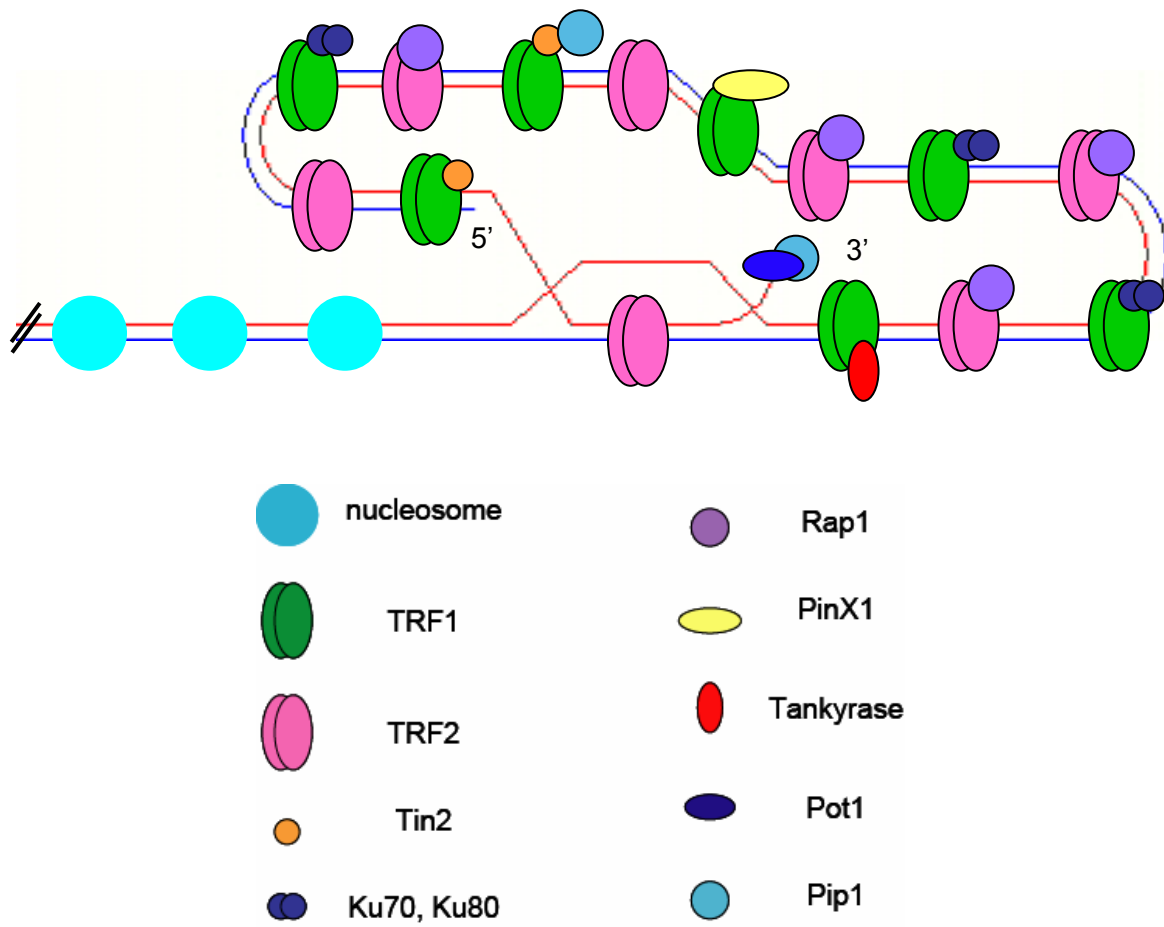 5’
3’
nucleosome
TRF1
TRF2
Tin2
Ku70, Ku80
Rap1
PinX1
Tankyrase
Pot1
Pip1